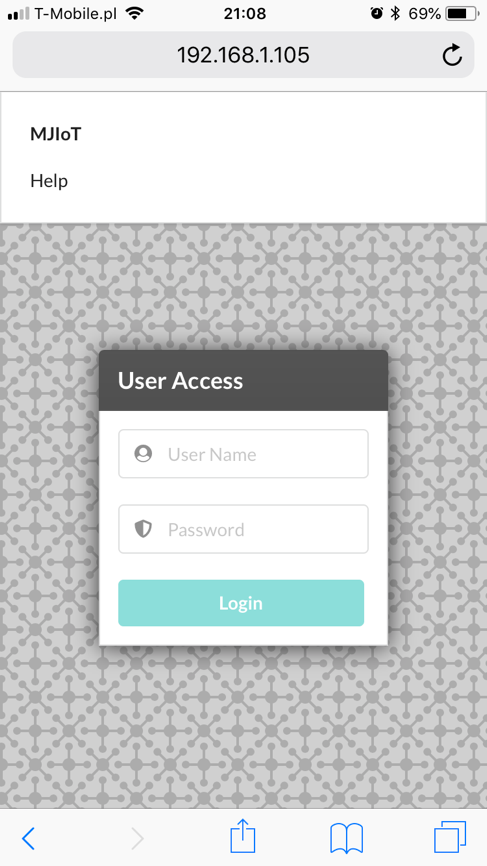 T-Mobile.pl 21:08 69%
192.168.1.105
MJIoT
Help
User Access
User Name
Password
Login